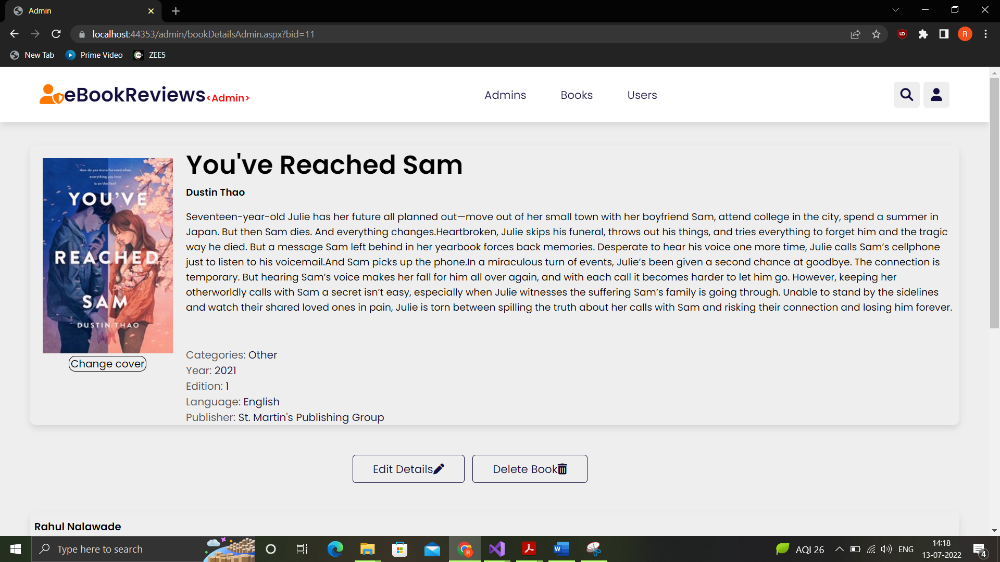 Admin
localhost:44353/admin/bookDetailsAdmin.aspx?bid=11
R
New Tab
Prime Video
ZEE5
eBookReviews<Admin>
Admins
Books
Users
How do you move forward when
everything you love
is on the line?
YOU'VE
REACHED
SAM
DUSTIN THAO
Change cover
You've Reached Sam
Dustin Thao
Seventeen-year-old Julie has her future all planned out—move out of her small town with her boyfriend Sam, attend college in the city, spend a summer in
Japan. But then Sam dies. And everything changes.Heartbroken, Julie skips his funeral, throws out his things, and tries everything to forget him and the tragic
way he died. But a message Sam left behind in her yearbook forces back memories. Desperate to hear his voice one more time, Julie calls Sam’s cellphone
just to listen to his voicemail.And Sam picks up the phone.In a miraculous turn of events, Julie’s been given a second chance at goodbye. The connection is
temporary. But hearing Sam’s voice makes her fall for him all over again, and with each call it becomes harder to let him go. However, keeping her
otherworldly calls with Sam a secret isn’t easy, especially when Julie witnesses the suffering Sam’s family is going through. Unable to stand by the sidelines
and watch their shared loved ones in pain, Julie is torn between spilling the truth about her calls with Sam and risking their connection and losing him forever.
Categories: Other
Year: 2021
Edition: 1
Language: English
Publisher: St. Martin's Publishing Group
Edit Details
Delete Book
Rahul Nalawade
Type here to search
AQI 26
ENG
14:18
13-07-2022
4